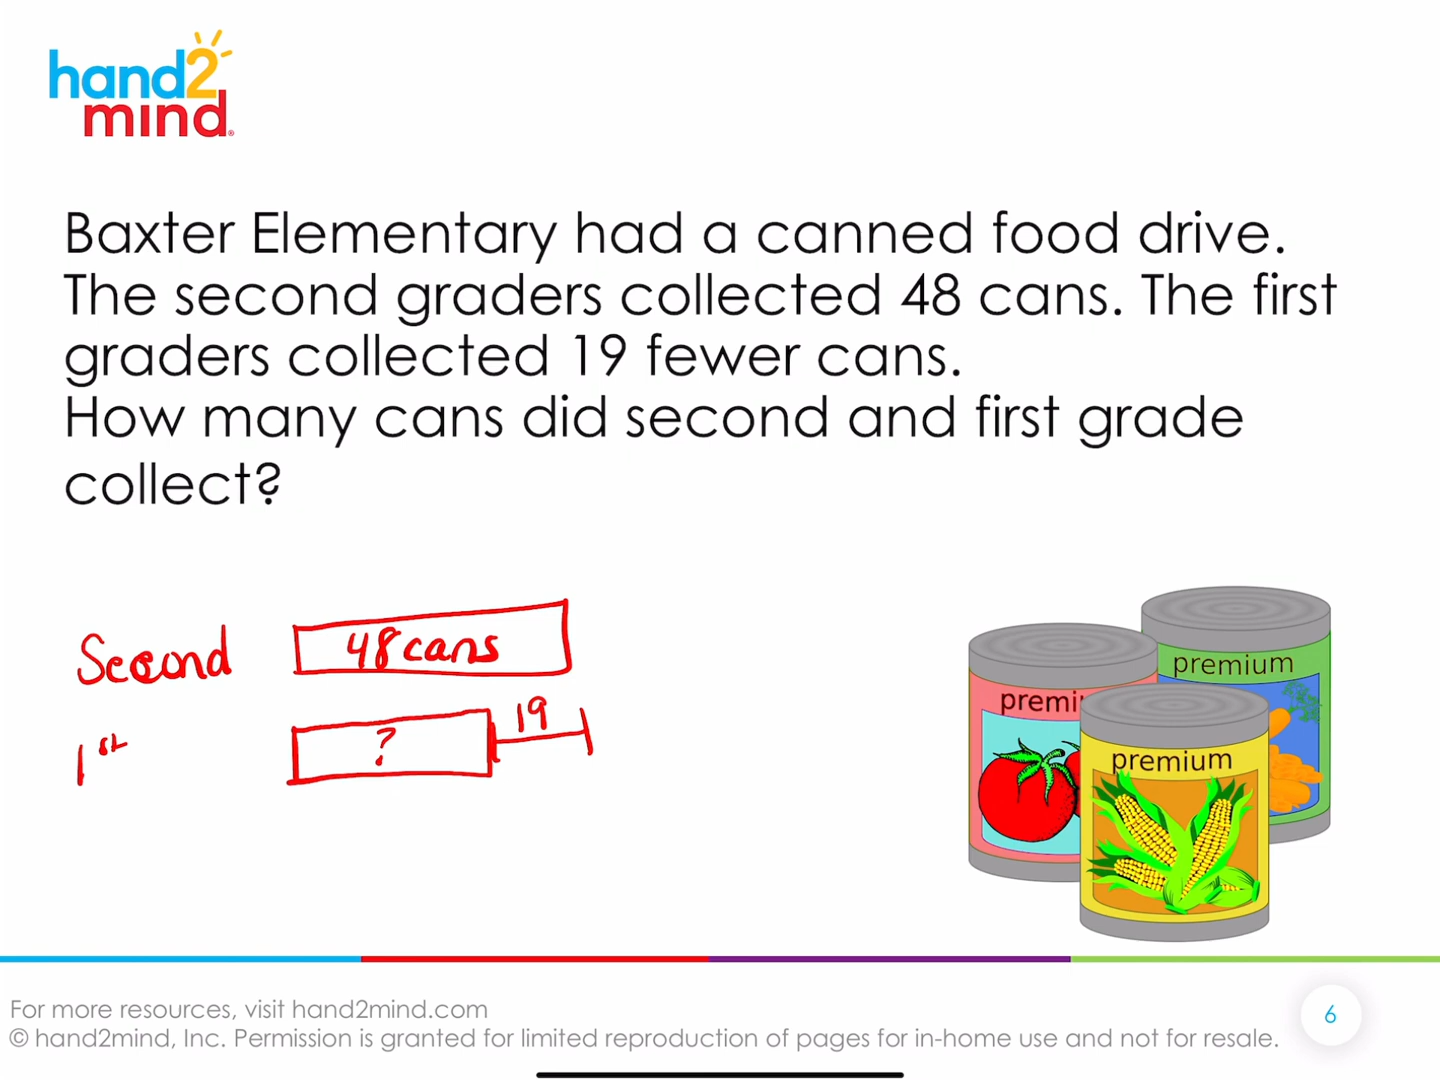 hand2
mind®
Baxter Elementary had a canned food drive.
The second graders collected 48 cans. The first
graders collected 19 fewer cans.
How many cans did second and first grade
collect?
Second 48 cans
1st ? 19
premium
premiu
premium
For more resources, visit hand2mind.com
© hand2mind, Inc. Permission is granted for limited reproduction of pages for in-home use and not for resale.
6